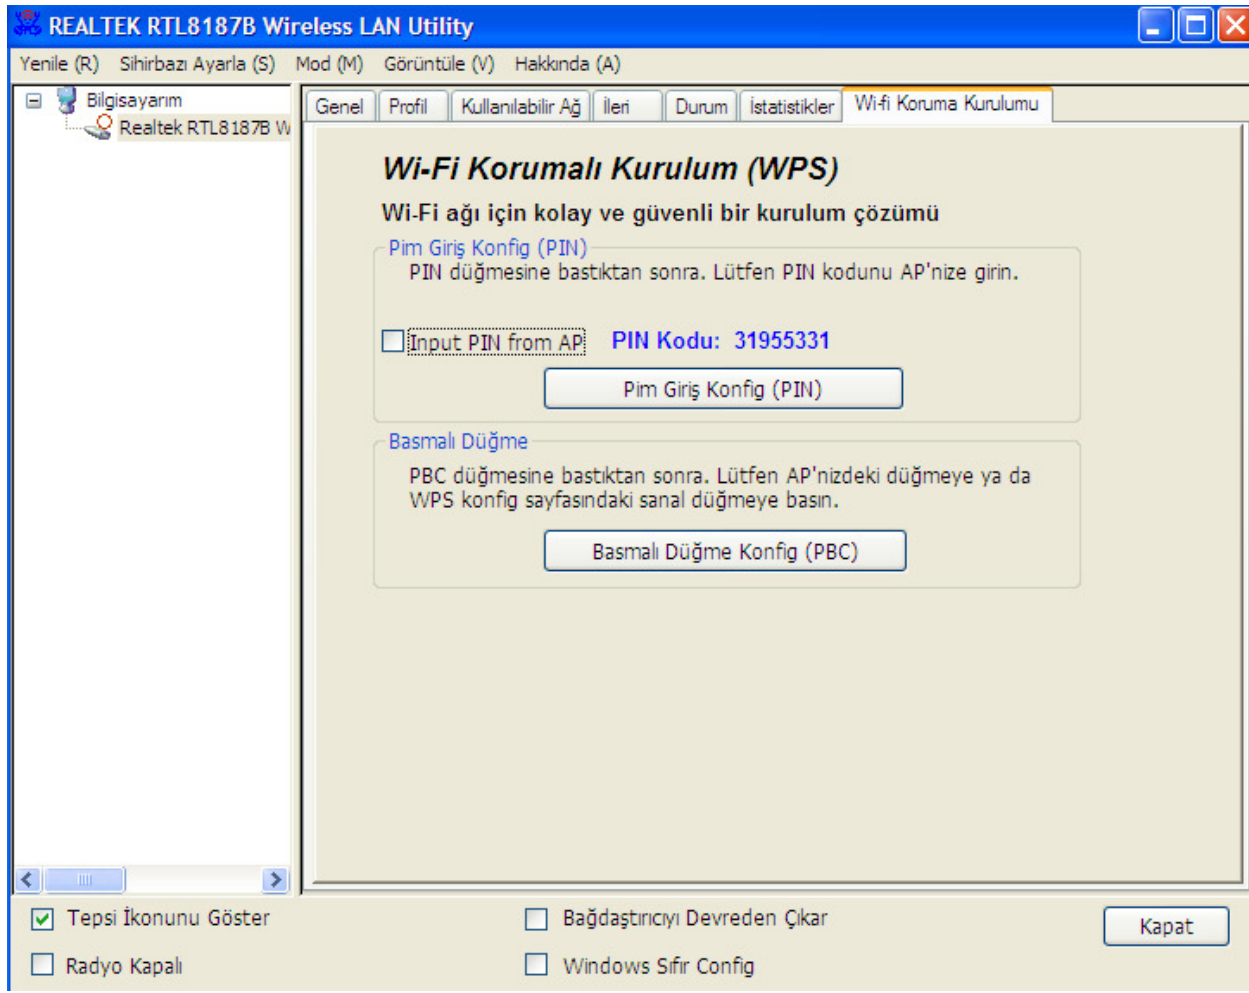 REALTEK RTL8187B Wireless LAN Utility
Yenile (R) Sihirbazı Ayarla (S) Mod (M) Görüntüle (V) Hakkında (A)
Bilgisayarım
Realtek RTL8187B W
Genel Profil Kullanılabilir Ağ İleri Durum İstatistikler Wi-fi Koruma Kurulumu
Wi-Fi Korumalı Kurulum (WPS)
Wi-Fi ağı için kolay ve güvenli bir kurulum çözümü
Pim Giriş Konfig (PIN)
PIN düğmesine bastıktan sonra. Lütfen PIN kodunu AP'nize girin.
Input PIN from AP PIN Kodu: 31955331
Pim Giriş Konfig (PIN)
Basmalı Düğme
PBC düğmesine bastıktan sonra. Lütfen AP'nizdeki düğmeye ya da
WPS konfig sayfasındaki sanal düğmeye basın.
Basmalı Düğme Konfig (PBC)
Tepsi İkonunu Göster Bağdaştırıcıyı Devreden Çıkar
Kapat
Radyo Kapalı Windows Sıfır Config